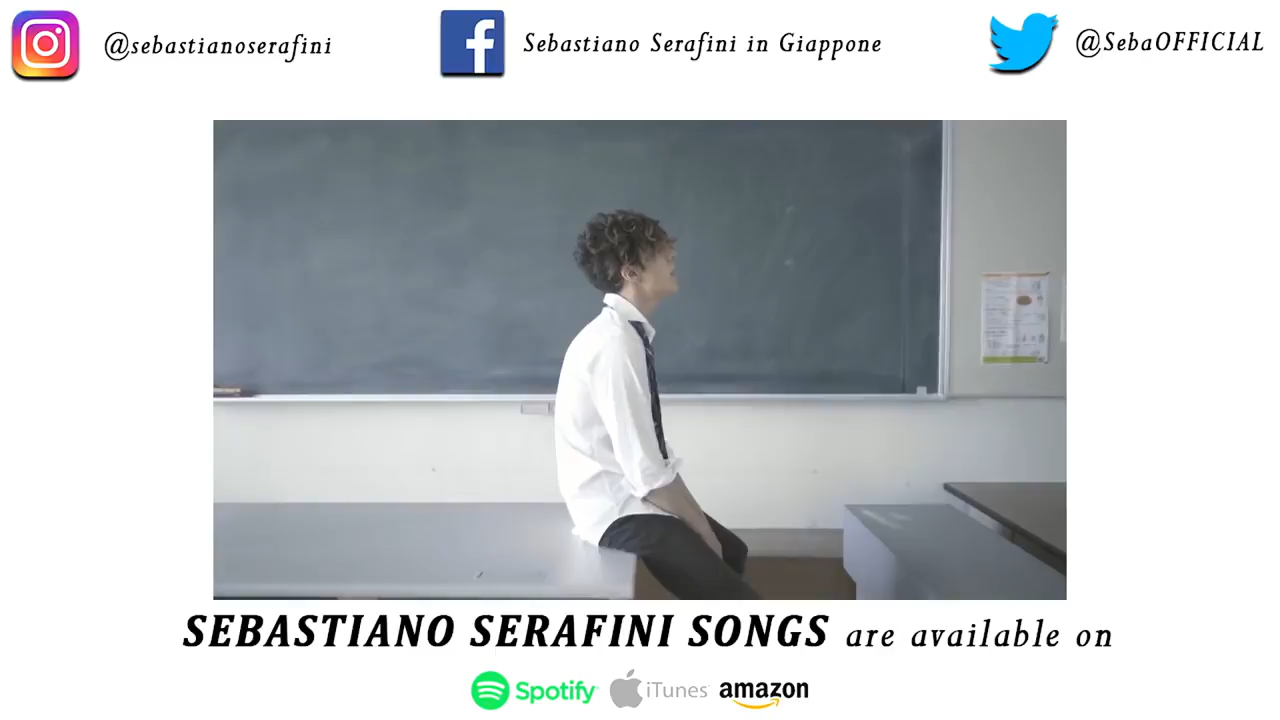 @sebastianoserafini
Sebastiano Serafini in Giappone
@SebaOFFICIAL
SEBASTIANO SERAFINI SONGS are available on
Spotify
iTunes
amazon